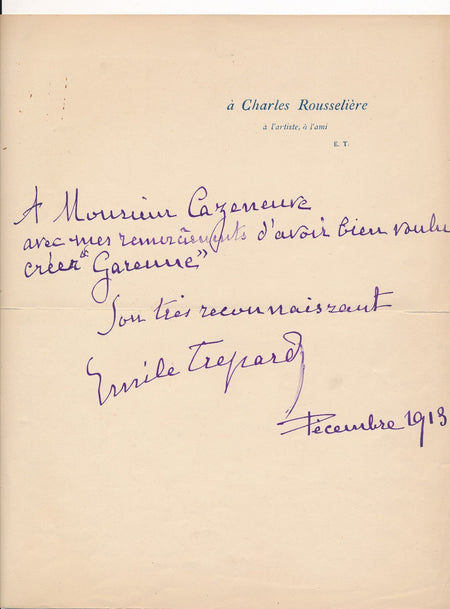 à Charles Rousselière
à l'artiste, à l'ami
E. T.
A Monsieur Cazeneuve
avec mes remerciements d'avoir bien voulu
créer "Garenne"
Son très reconnaissant
Emile Trepard
Décembre 1913